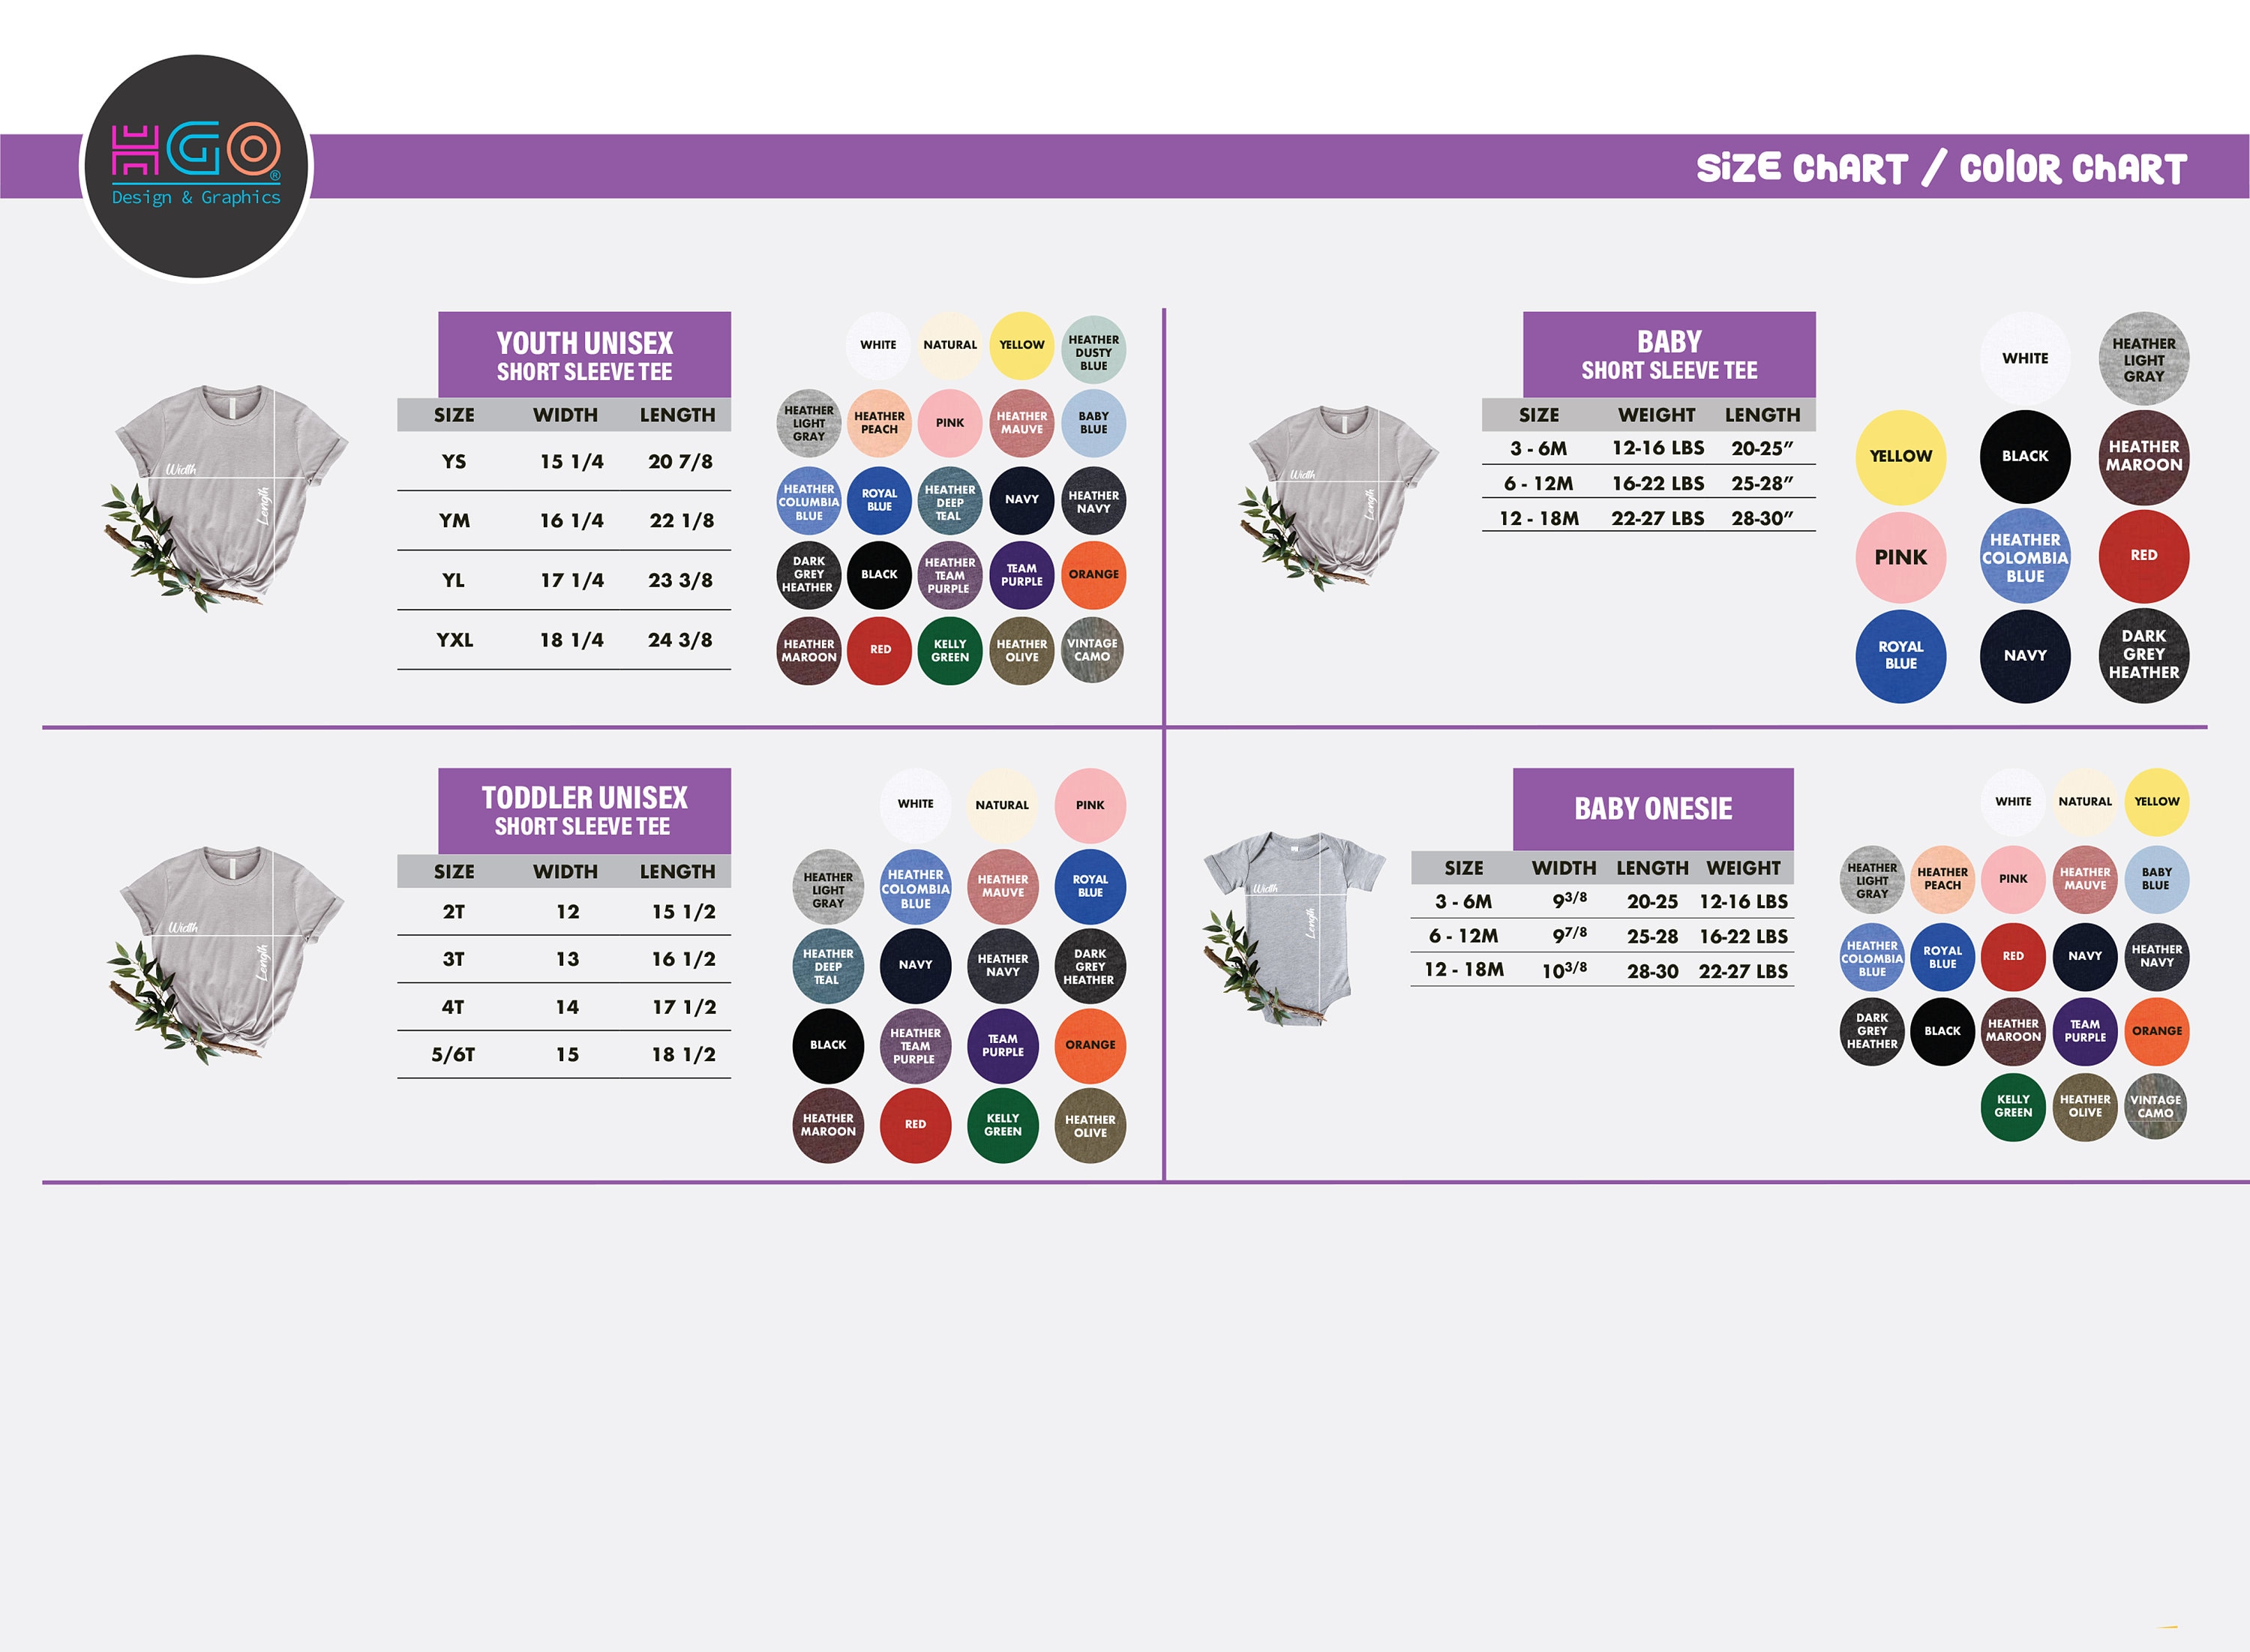 HGO®
Design & Graphics
SiZE ChART / COlOR ChART
YOUTH UNISEX
SHORT SLEEVE TEE
SIZE WIDTH LENGTH
YS 15 1/4 20 7/8
YM 16 1/4 22 1/8
YL 17 1/4 23 3/8
YXL 18 1/4 24 3/8
Width
Length
WHITE
NATURAL
YELLOW
HEATHER
DUSTY
BLUE
HEATHER
LIGHT
GRAY
HEATHER
PEACH
PINK
HEATHER
MAUVE
BABY
BLUE
HEATHER
COLUMBIA
BLUE
ROYAL
BLUE
HEATHER
DEEP
TEAL
NAVY
HEATHER
NAVY
DARK
GREY
HEATHER
BLACK
HEATHER
TEAM
PURPLE
TEAM
PURPLE
ORANGE
HEATHER
MAROON
RED
KELLY
GREEN
HEATHER
OLIVE
VINTAGE
CAMO
BABY
SHORT SLEEVE TEE
SIZE WEIGHT LENGTH
3 - 6M 12-16 LBS 20-25”
6 - 12M 16-22 LBS 25-28”
12 - 18M 22-27 LBS 28-30”
Width
Length
WHITE
HEATHER
LIGHT
GRAY
YELLOW
BLACK
HEATHER
MAROON
PINK
HEATHER
COLOMBIA
BLUE
RED
ROYAL
BLUE
NAVY
DARK
GREY
HEATHER
TODDLER UNISEX
SHORT SLEEVE TEE
SIZE WIDTH LENGTH
2T 12 15 1/2
3T 13 16 1/2
4T 14 17 1/2
5/6T 15 18 1/2
Width
Length
WHITE
NATURAL
PINK
HEATHER
LIGHT
GRAY
HEATHER
COLOMBIA
BLUE
HEATHER
MAUVE
ROYAL
BLUE
HEATHER
DEEP
TEAL
NAVY
HEATHER
NAVY
DARK
GREY
HEATHER
BLACK
HEATHER
TEAM
PURPLE
TEAM
PURPLE
ORANGE
HEATHER
MAROON
RED
KELLY
GREEN
HEATHER
OLIVE
BABY ONESIE
SIZE WIDTH LENGTH WEIGHT
3 - 6M 9 3/8 20-25 12-16 LBS
6 - 12M 9 7/8 25-28 16-22 LBS
12 - 18M 10 3/8 28-30 22-27 LBS
Width
Length
WHITE
NATURAL
YELLOW
HEATHER
LIGHT
GRAY
HEATHER
PEACH
PINK
HEATHER
MAUVE
BABY
BLUE
HEATHER
COLOMBIA
BLUE
ROYAL
BLUE
RED
NAVY
HEATHER
NAVY
DARK
GREY
HEATHER
BLACK
HEATHER
MAROON
TEAM
PURPLE
ORANGE
KELLY
GREEN
HEATHER
OLIVE
VINTAGE
CAMO